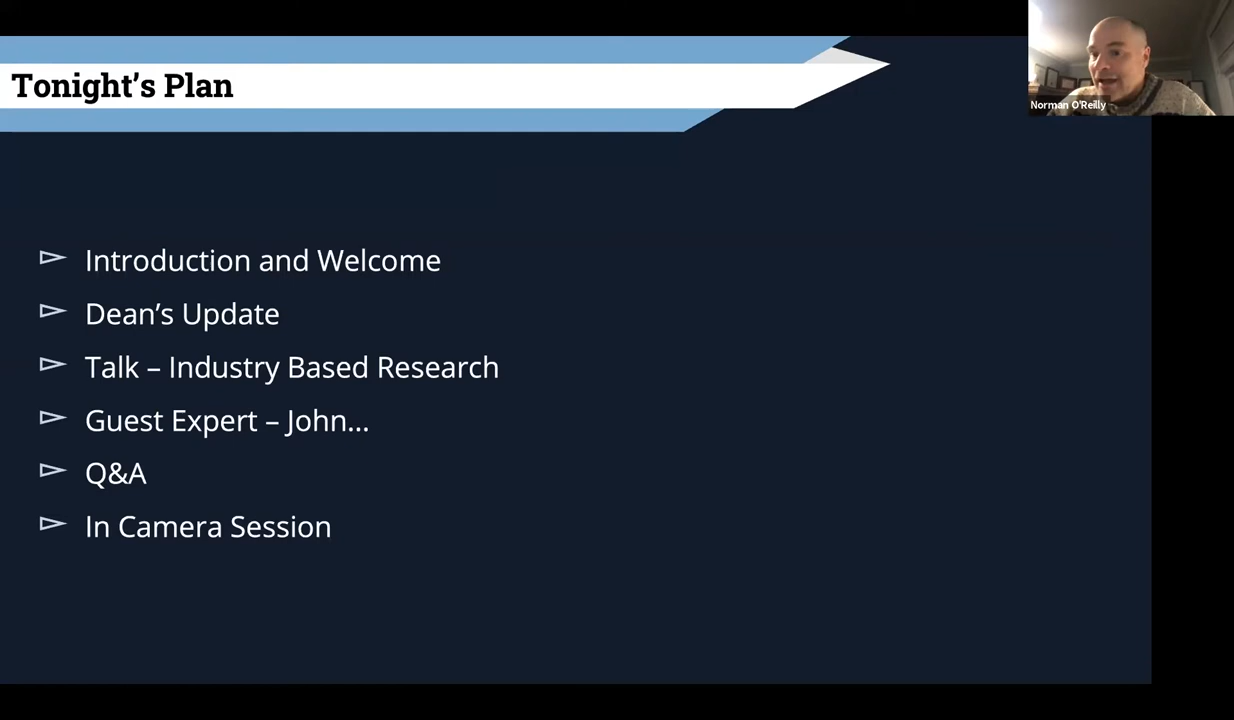 Tonight’s Plan
Norman O'Reilly
Introduction and Welcome
Dean’s Update
Talk – Industry Based Research
Guest Expert – John...
Q&A
In Camera Session